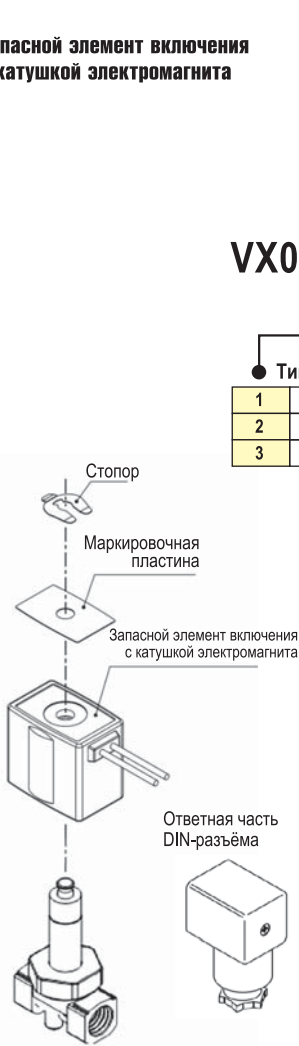 пасной элемент включения
катушкой электромагнита
VX0
Ти
1
2
3
Стопор
Маркировочная
пластина
Запасной элемент включения
с катушкой электромагнита
Ответная часть
DIN-разъёма